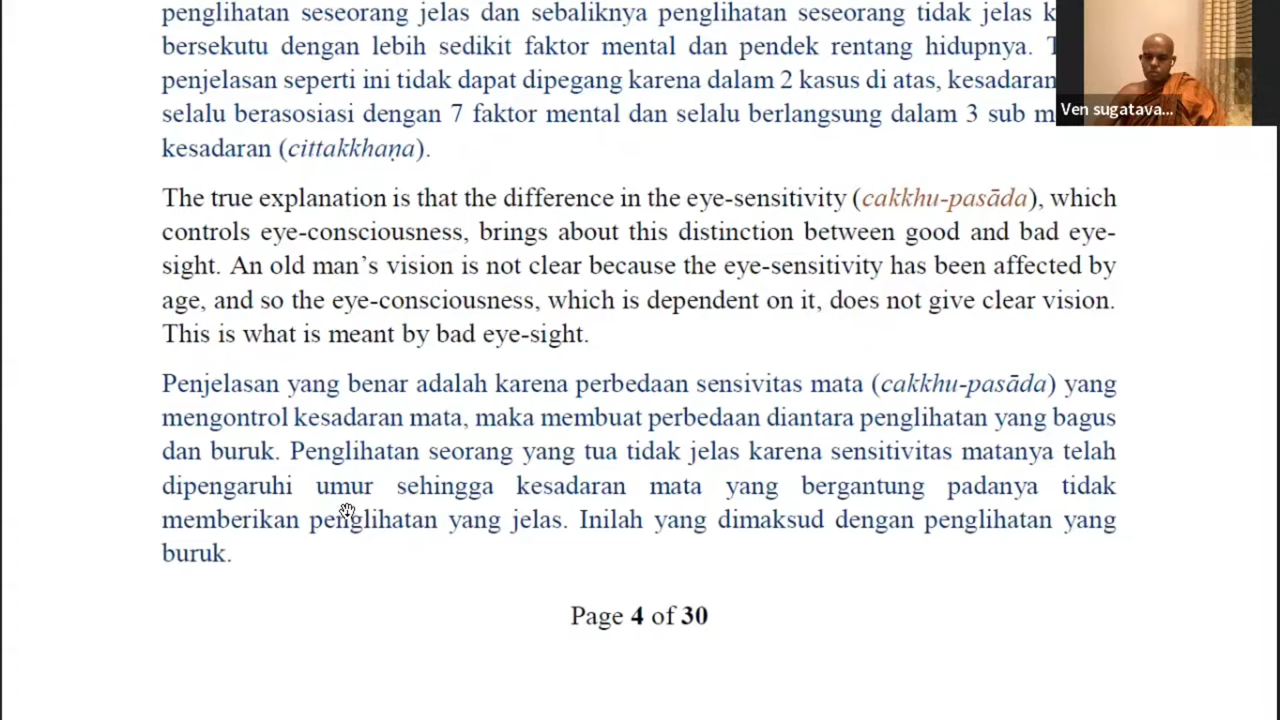 penglihatan seseorang jelas dan sebaliknya penglihatan seseorang tidak jelas
bersekutu dengan lebih sedikit faktor mental dan pendek rentang hidupnya.
penjelasan seperti ini tidak dapat dipegang karena dalam 2 kasus di atas, kesadaran
selalu berasosiasi dengan 7 faktor mental dan selalu berlangsung dalam 3 sub
kesadaran (cittakkhaṇa).
Ven sugatava...
The true explanation is that the difference in the eye-sensitivity (cakkhu-pasāda), which
controls eye-consciousness, brings about this distinction between good and bad eye-
sight. An old man’s vision is not clear because the eye-sensitivity has been affected by
age, and so the eye-consciousness, which is dependent on it, does not give clear vision.
This is what is meant by bad eye-sight.
Penjelasan yang benar adalah karena perbedaan sensivitas mata (cakkhu-pasāda) yang
mengontrol kesadaran mata, maka membuat perbedaan diantara penglihatan yang bagus
dan buruk. Penglihatan seorang yang tua tidak jelas karena sensitivitas matanya telah
dipengaruhi umur sehingga kesadaran mata yang bergantung padanya tidak
memberikan penglihatan yang jelas. Inilah yang dimaksud dengan penglihatan yang
buruk.
Page 4 of 30